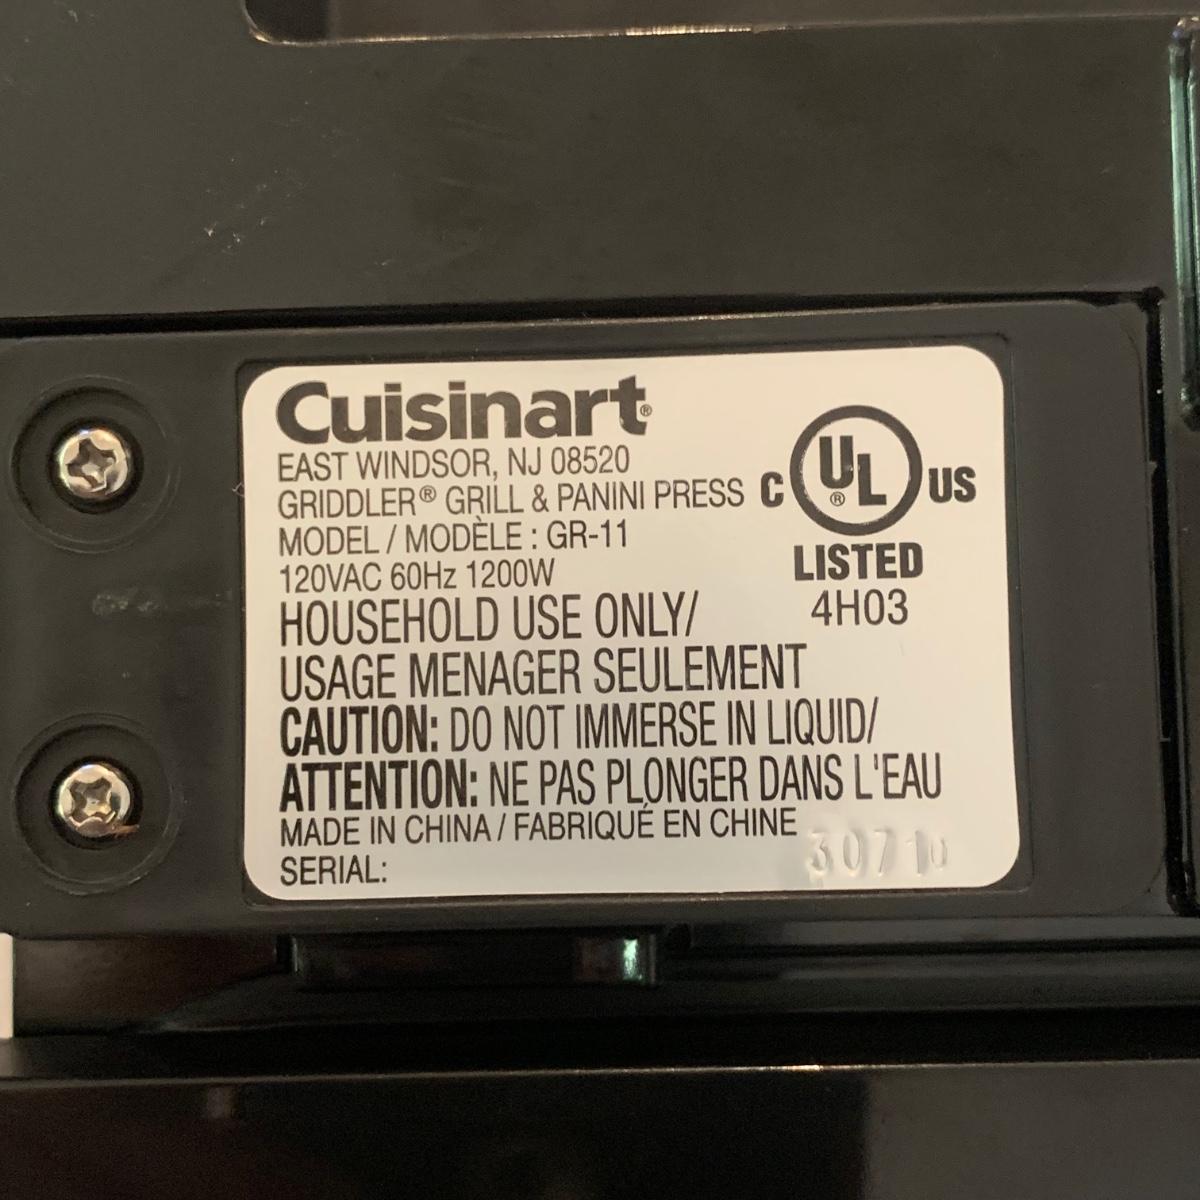 Cuisinart®
EAST WINDSOR, NJ 08520
GRIDDLER® GRILL & PANINI PRESS
MODEL / MODÈLE : GR-11
120VAC 60Hz 1200W
C UL® US
LISTED
4H03
HOUSEHOLD USE ONLY/
USAGE MENAGER SEULEMENT
CAUTION: DO NOT IMMERSE IN LIQUID/
ATTENTION: NE PAS PLONGER DANS L'EAU
MADE IN CHINA / FABRIQUÉ EN CHINE
SERIAL: